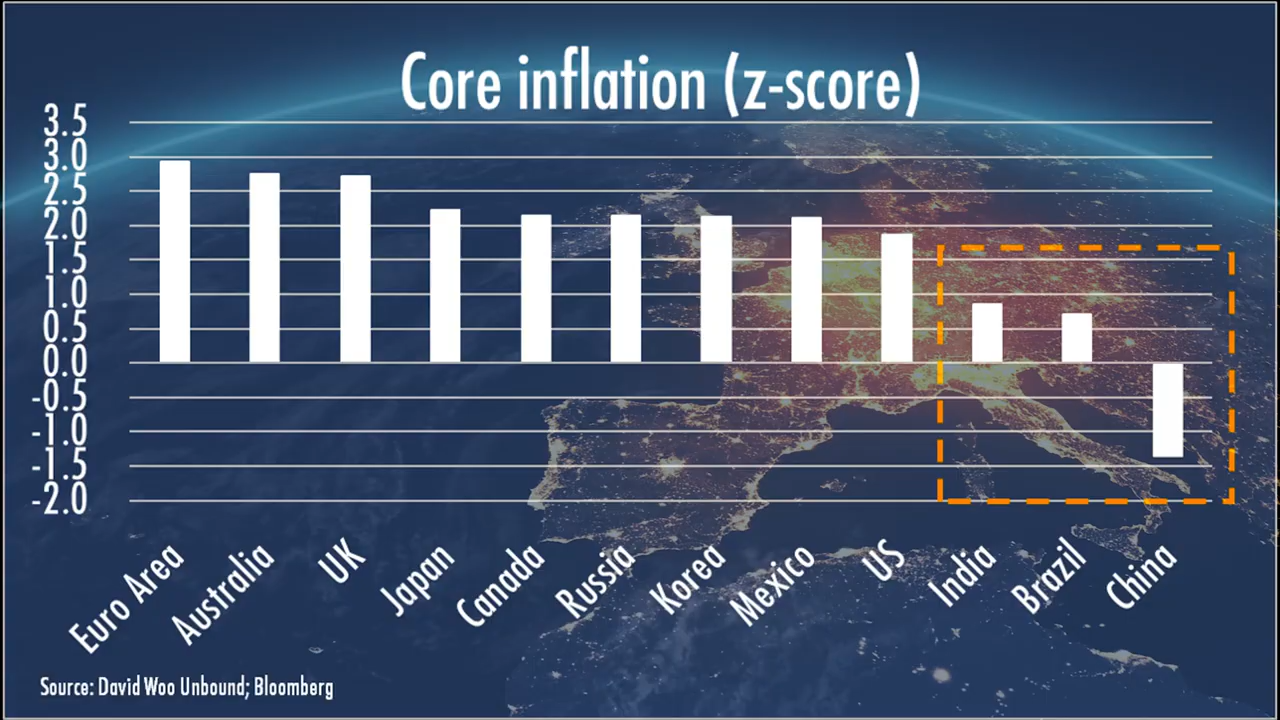 Core inflation (z-score)
3.5
3.0
2.5
2.0
1.5
1.0
0.5
0.0
-0.5
-1.0
-1.5
-2.0
Euro Area
Australia
UK
Japan
Canada
Russia
Korea
Mexico
US
India
Brazil
China
Source: David Woo Unbound; Bloomberg